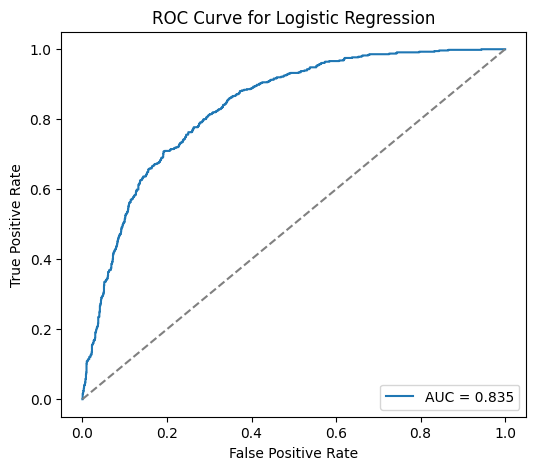 ROC Curve for Logistic Regression
True Positive Rate
1.0
0.8
0.6
0.4
0.2
0.0
AUC = 0.835
0.0 0.2 0.4 0.6 0.8 1.0
False Positive Rate